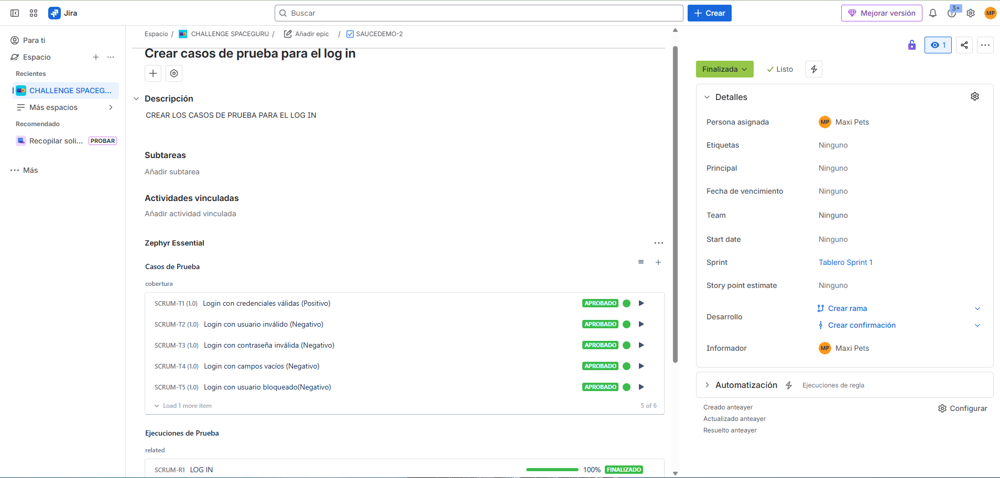 Jira
Buscar
Crear
Mejorar versión
3+
MP
Para ti
Espacio
Recientes
CHALLENGE SPACEG...
Más espacios
Recomendado
Recopilar soli... PROBAR
Más
Espacio / CHALLENGE SPACEGURU / Añadir epic / SAUCEDEMO-2
Crear casos de prueba para el log in
Descripción
CREAR LOS CASOS DE PRUEBA PARA EL LOG IN
Subtareas
Añadir subtarea
Actividades vinculadas
Añadir actividad vinculada
Zephyr Essential
Casos de Prueba
cobertura
SCRUM-T1 (1.0) Login con credenciales válidas (Positivo) APROBADO
SCRUM-T2 (1.0) Login con usuario inválido (Negativo) APROBADO
SCRUM-T3 (1.0) Login con contraseña inválida (Negativo) APROBADO
SCRUM-T4 (1.0) Login con campos vacíos (Negativo) APROBADO
SCRUM-T5 (1.0) Login con usuario bloqueado(Negativo) APROBADO
Load 1 more item 5 of 6
Ejecuciones de Prueba
related
SCRUM-R1 LOG IN 100% FINALIZADO
1
Finalizada Listo
Detalles
Persona asignada MP Maxi Pets
Etiquetas Ninguno
Principal Ninguno
Fecha de vencimiento Ninguno
Team Ninguno
Start date Ninguno
Sprint Tablero Sprint 1
Story point estimate Ninguno
Desarrollo
Crear rama
Crear confirmación
Informador MP Maxi Pets
Automatización Ejecuciones de regla
Creado anteayer
Configurar
Actualizado anteayer
Resuelto anteayer